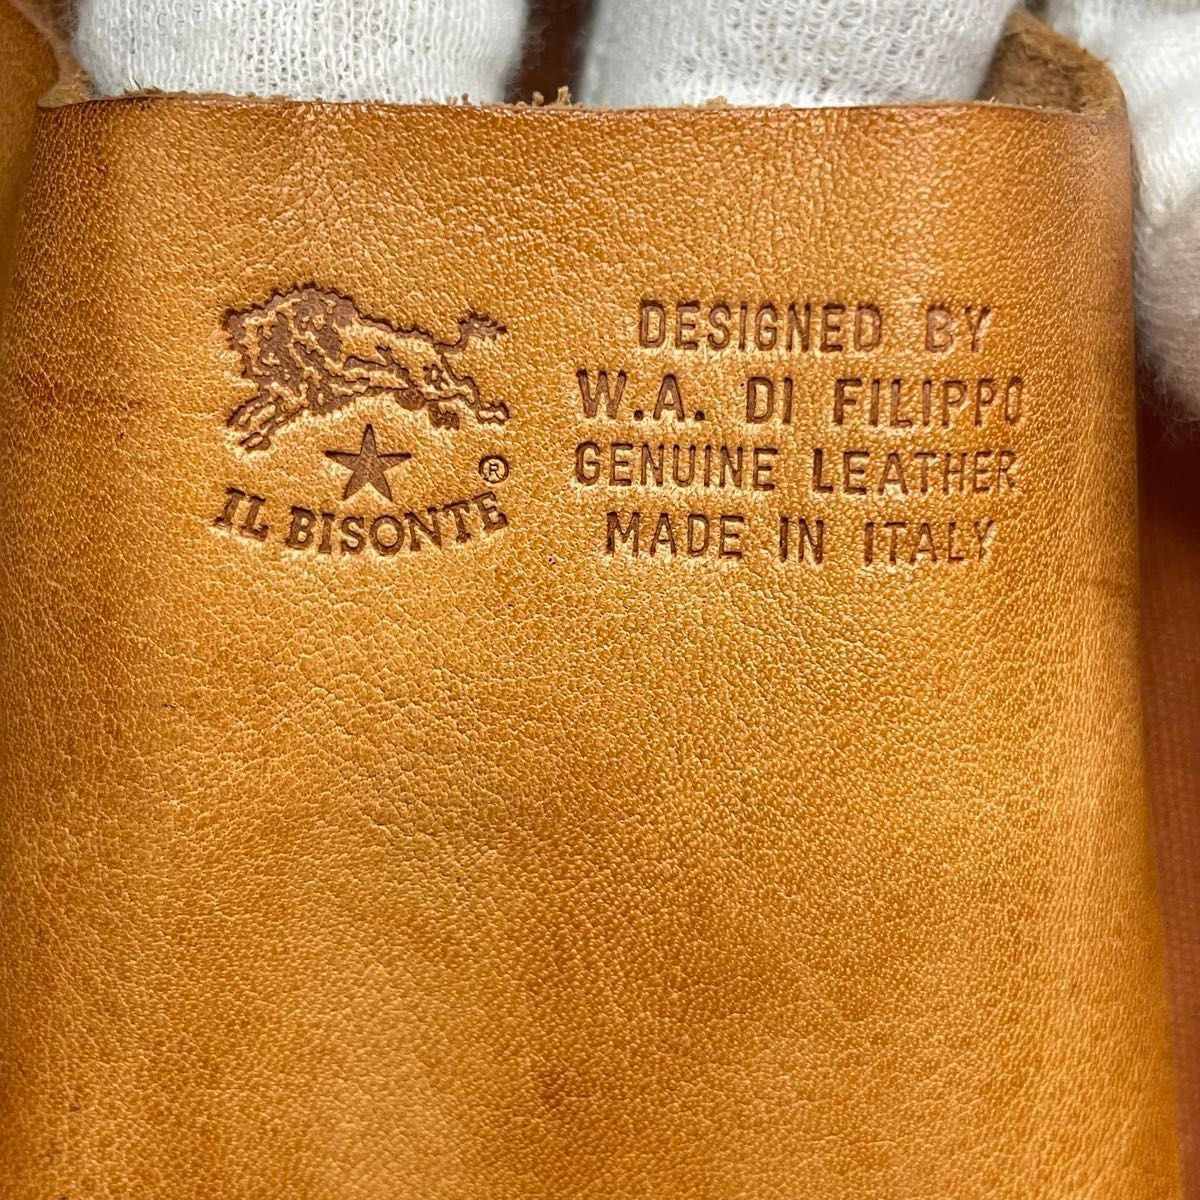 IL BISONTE ®
DESIGNED BY
W.A. DI FILIPPO
GENUINE LEATHER
MADE IN ITALY